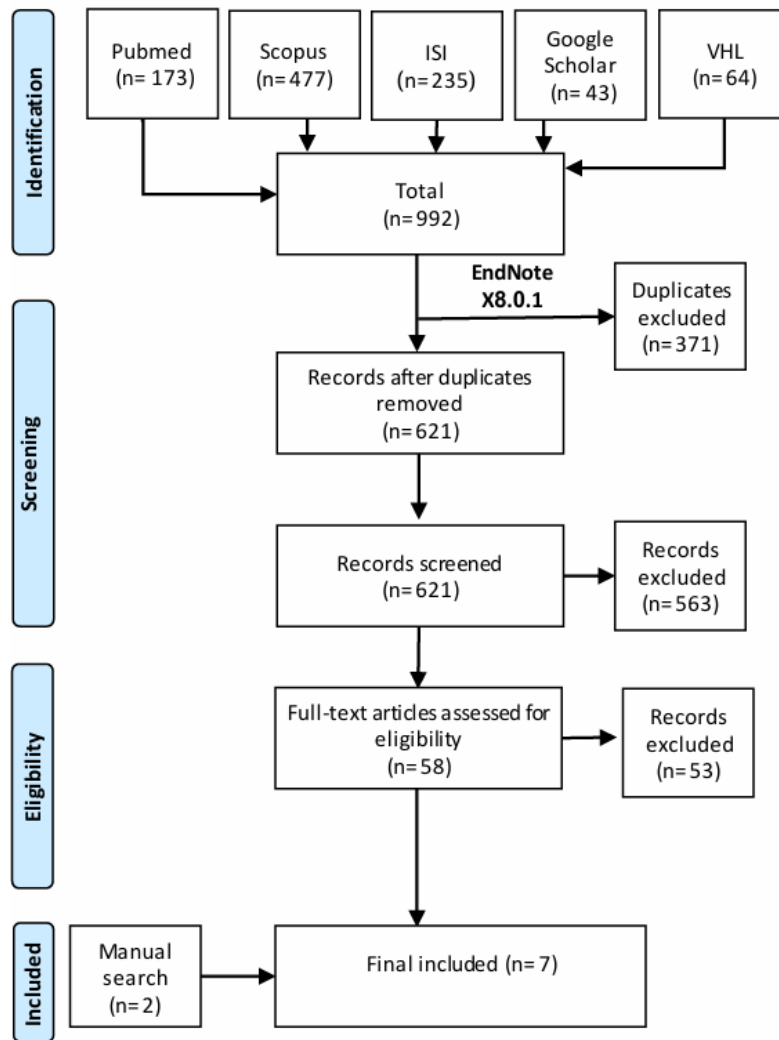 Identification
Pubmed
(n= 173)
Scopus
(n= 477)
ISI
(n= 235)
Google
Scholar
(n= 43)
VHL
(n= 64)
Total
(n= 992)
EndNote
X8.0.1
Duplicates
excluded
(n= 371)
Screening
Records after duplicates
removed
(n= 621)
Records screened
(n= 621)
Records
excluded
(n= 563)
Eligibility
Full-text articles assessed for
eligibility
(n= 58)
Records
excluded
(n= 53)
Included
Manual
search
(n= 2)
Final included (n= 7)